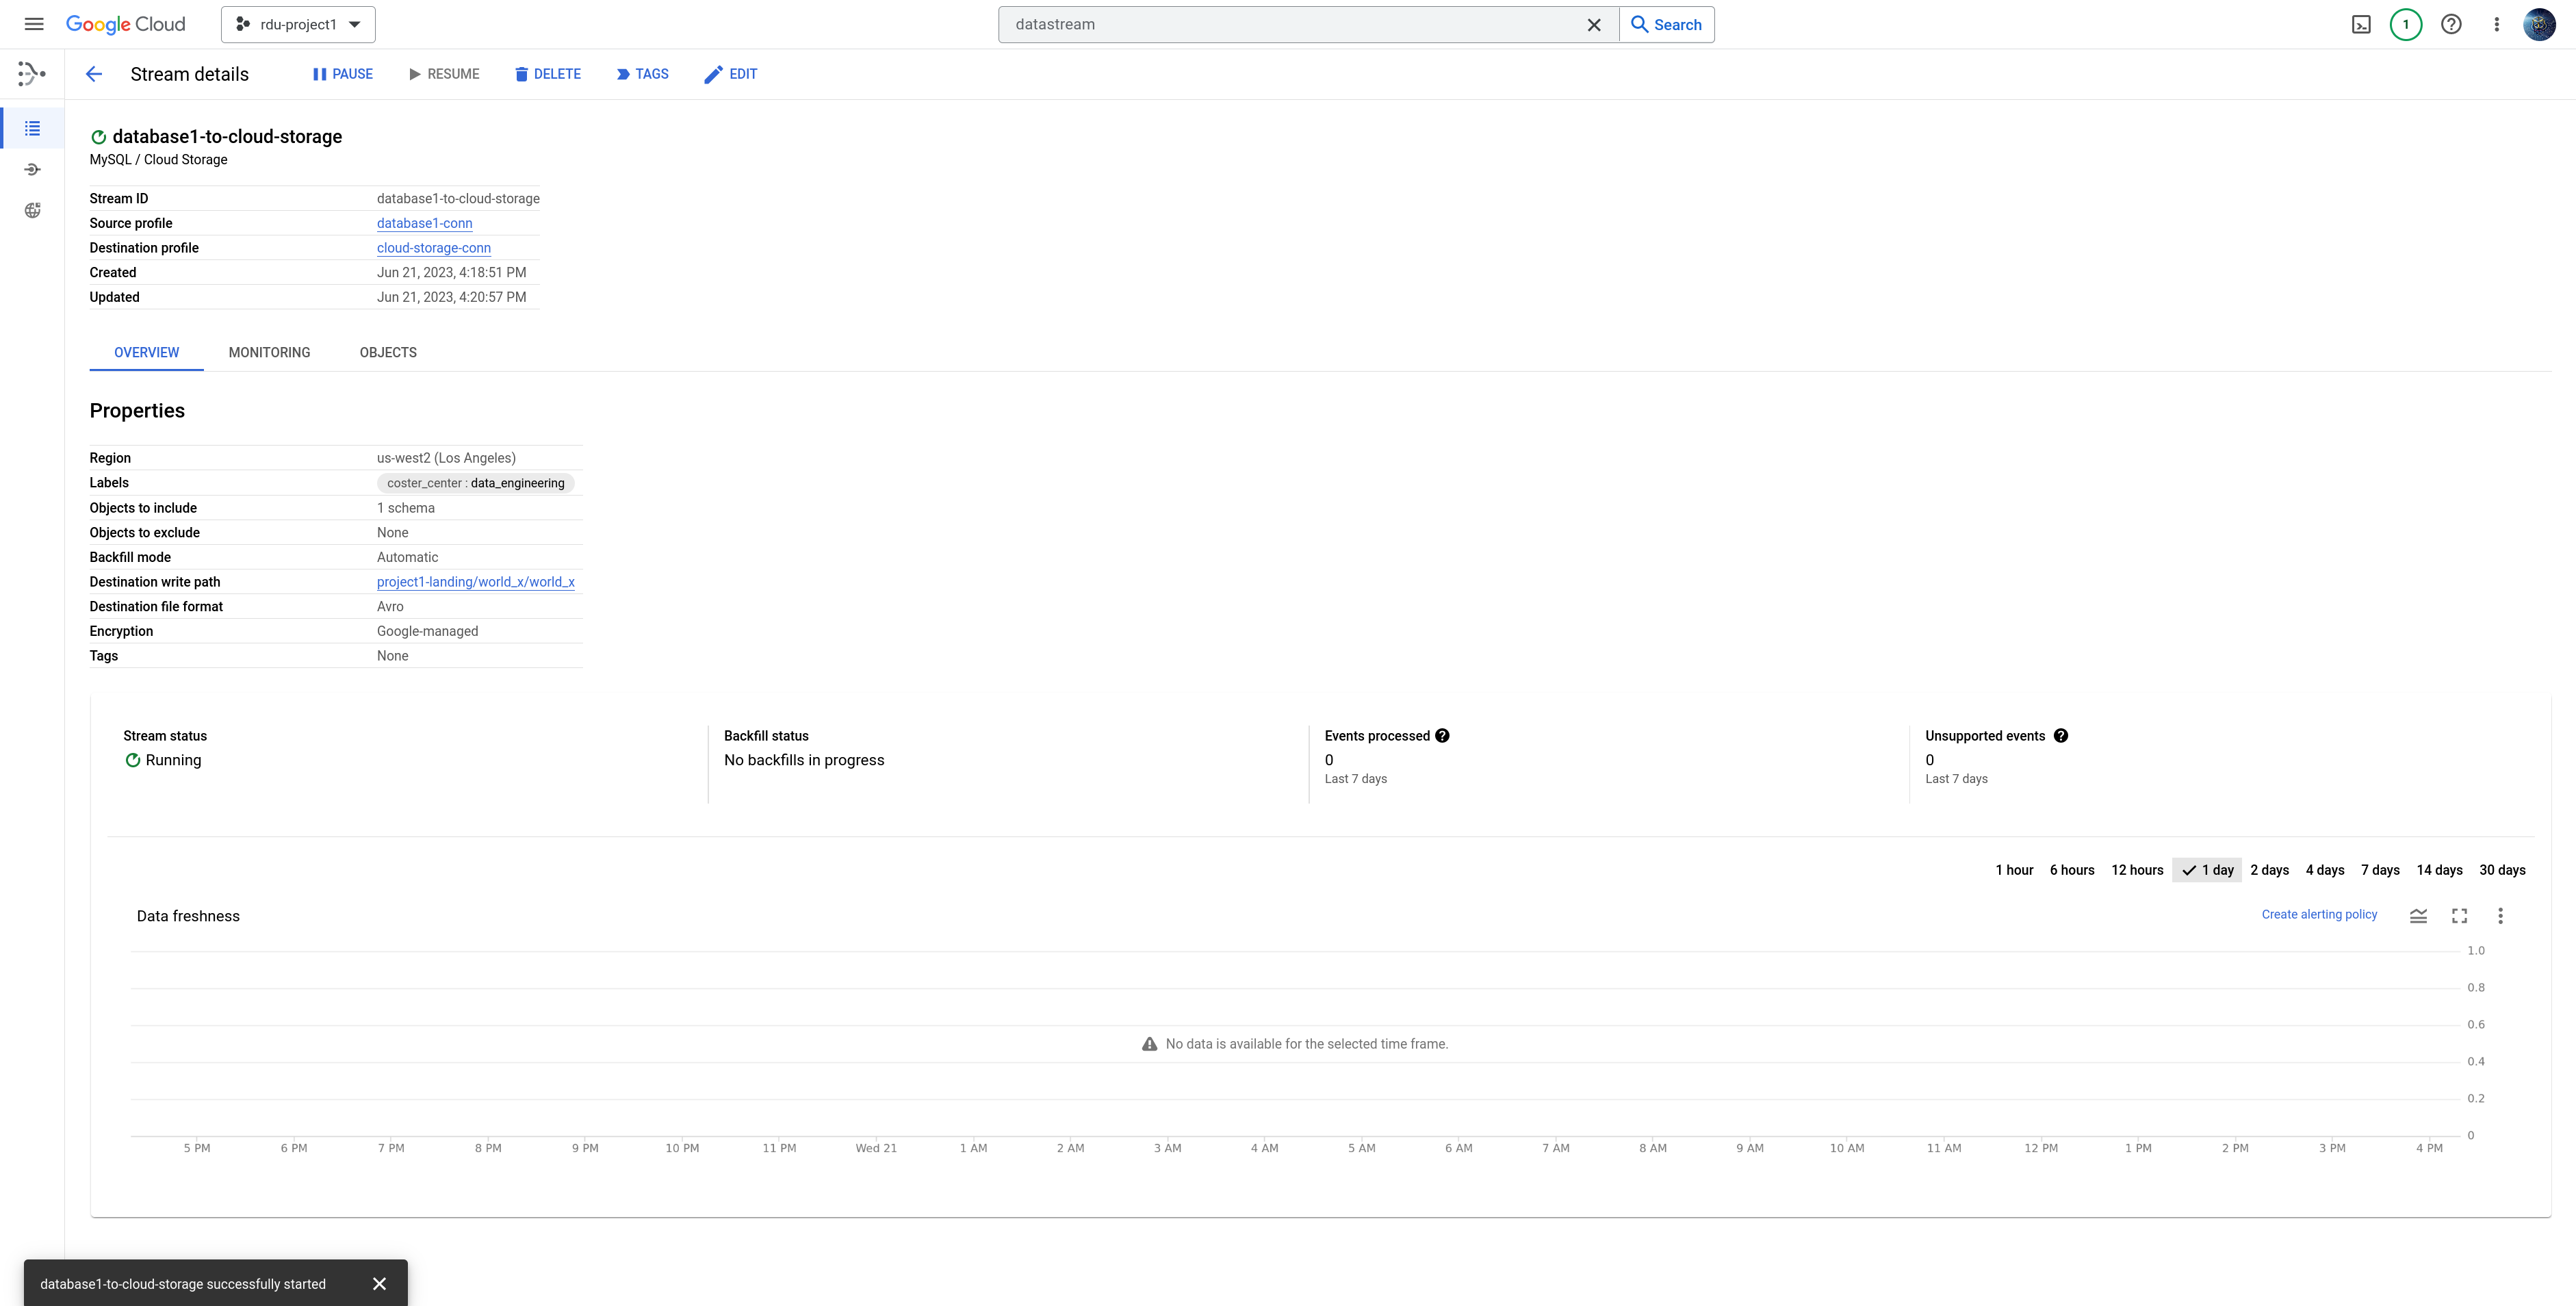 Google Cloud rdu-project1 datastream Search 1
Stream details PAUSE RESUME DELETE TAGS EDIT
database1-to-cloud-storage
MySQL / Cloud Storage
Stream ID database1-to-cloud-storage
Source profile database1-conn
Destination profile cloud-storage-conn
Created Jun 21, 2023, 4:18:51 PM
Updated Jun 21, 2023, 4:20:57 PM
OVERVIEW MONITORING OBJECTS
Properties
Region us-west2 (Los Angeles)
Labels coster_center : data_engineering
Objects to include 1 schema
Objects to exclude None
Backfill mode Automatic
Destination write path project1-landing/world_x/world_x
Destination file format Avro
Encryption Google-managed
Tags None
Stream status Backfill status Events processed Unsupported events
Running No backfills in progress 0 0
Last 7 days Last 7 days
1 hour 6 hours 12 hours 1 day 2 days 4 days 7 days 14 days 30 days
Data freshness Create alerting policy
1.0
0.8
0.6
No data is available for the selected time frame.
0.4
0.2
0
5 PM 6 PM 7 PM 8 PM 9 PM 10 PM 11 PM Wed 21 1 AM 2 AM 3 AM 4 AM 5 AM 6 AM 7 AM 8 AM 9 AM 10 AM 11 AM 12 PM 1 PM 2 PM 3 PM 4 PM
database1-to-cloud-storage successfully started